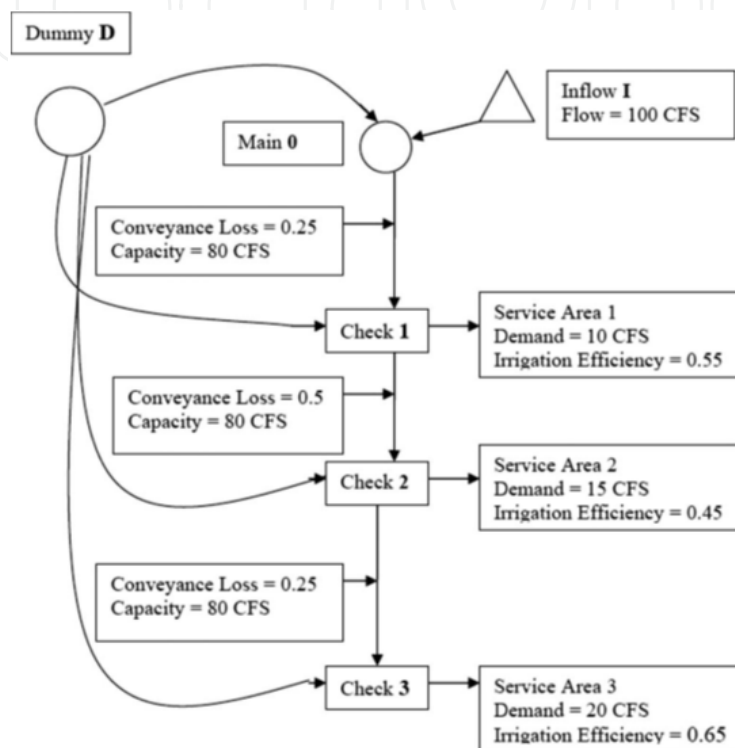 Dummy D
Inflow I
Flow = 100 CFS
Main 0
Conveyance Loss = 0.25
Capacity = 80 CFS
Check 1
Service Area 1
Demand = 10 CFS
Irrigation Efficiency = 0.55
Conveyance Loss = 0.5
Capacity = 80 CFS
Check 2
Service Area 2
Demand = 15 CFS
Irrigation Efficiency = 0.45
Conveyance Loss = 0.25
Capacity = 80 CFS
Check 3
Service Area 3
Demand = 20 CFS
Irrigation Efficiency = 0.65